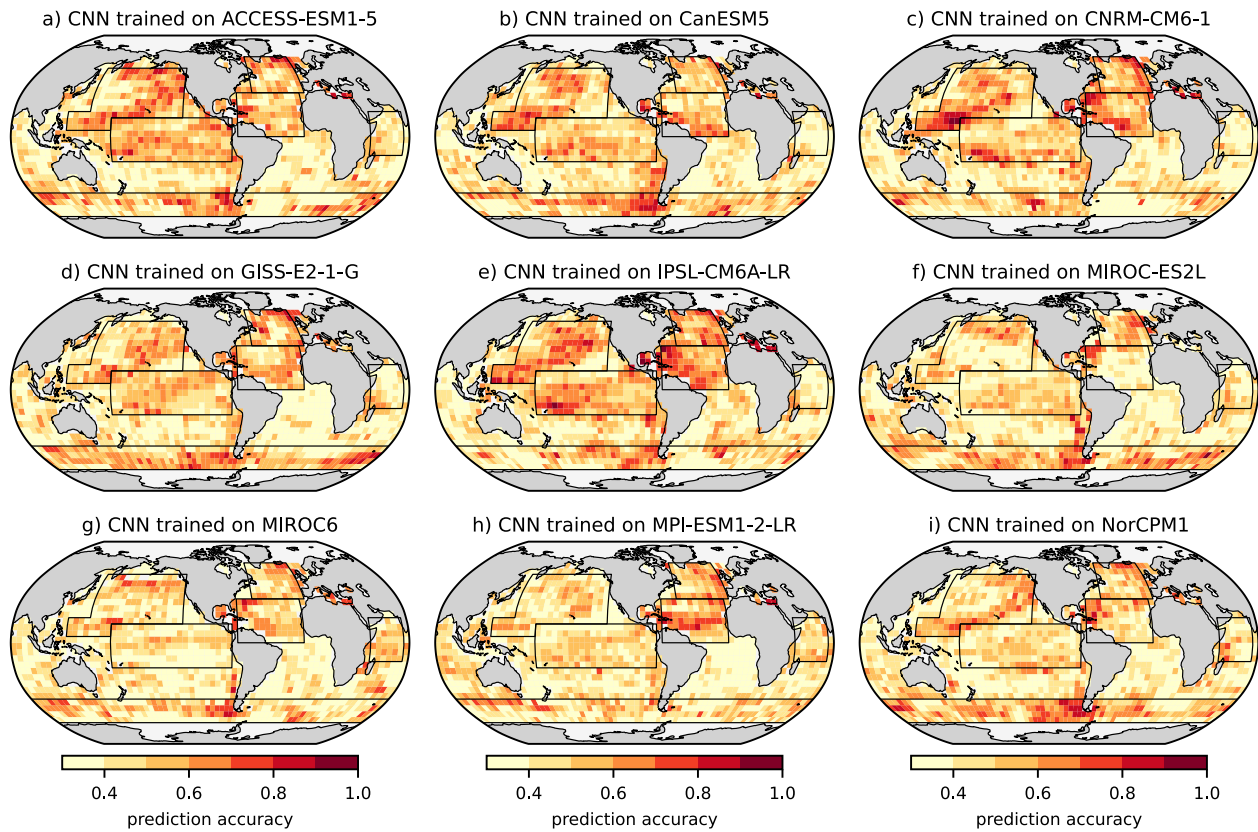 a) CNN trained on ACCESS-ESM1-5
b) CNN trained on CanESM5
c) CNN trained on CNRM-CM6-1
d) CNN trained on GISS-E2-1-G
e) CNN trained on IPSL-CM6A-LR
f) CNN trained on MIROC-ES2L
g) CNN trained on MIROC6
h) CNN trained on MPI-ESM1-2-LR
i) CNN trained on NorCPM1
0.4 0.6 0.8 1.0
prediction accuracy
0.4 0.6 0.8 1.0
prediction accuracy
0.4 0.6 0.8 1.0
prediction accuracy